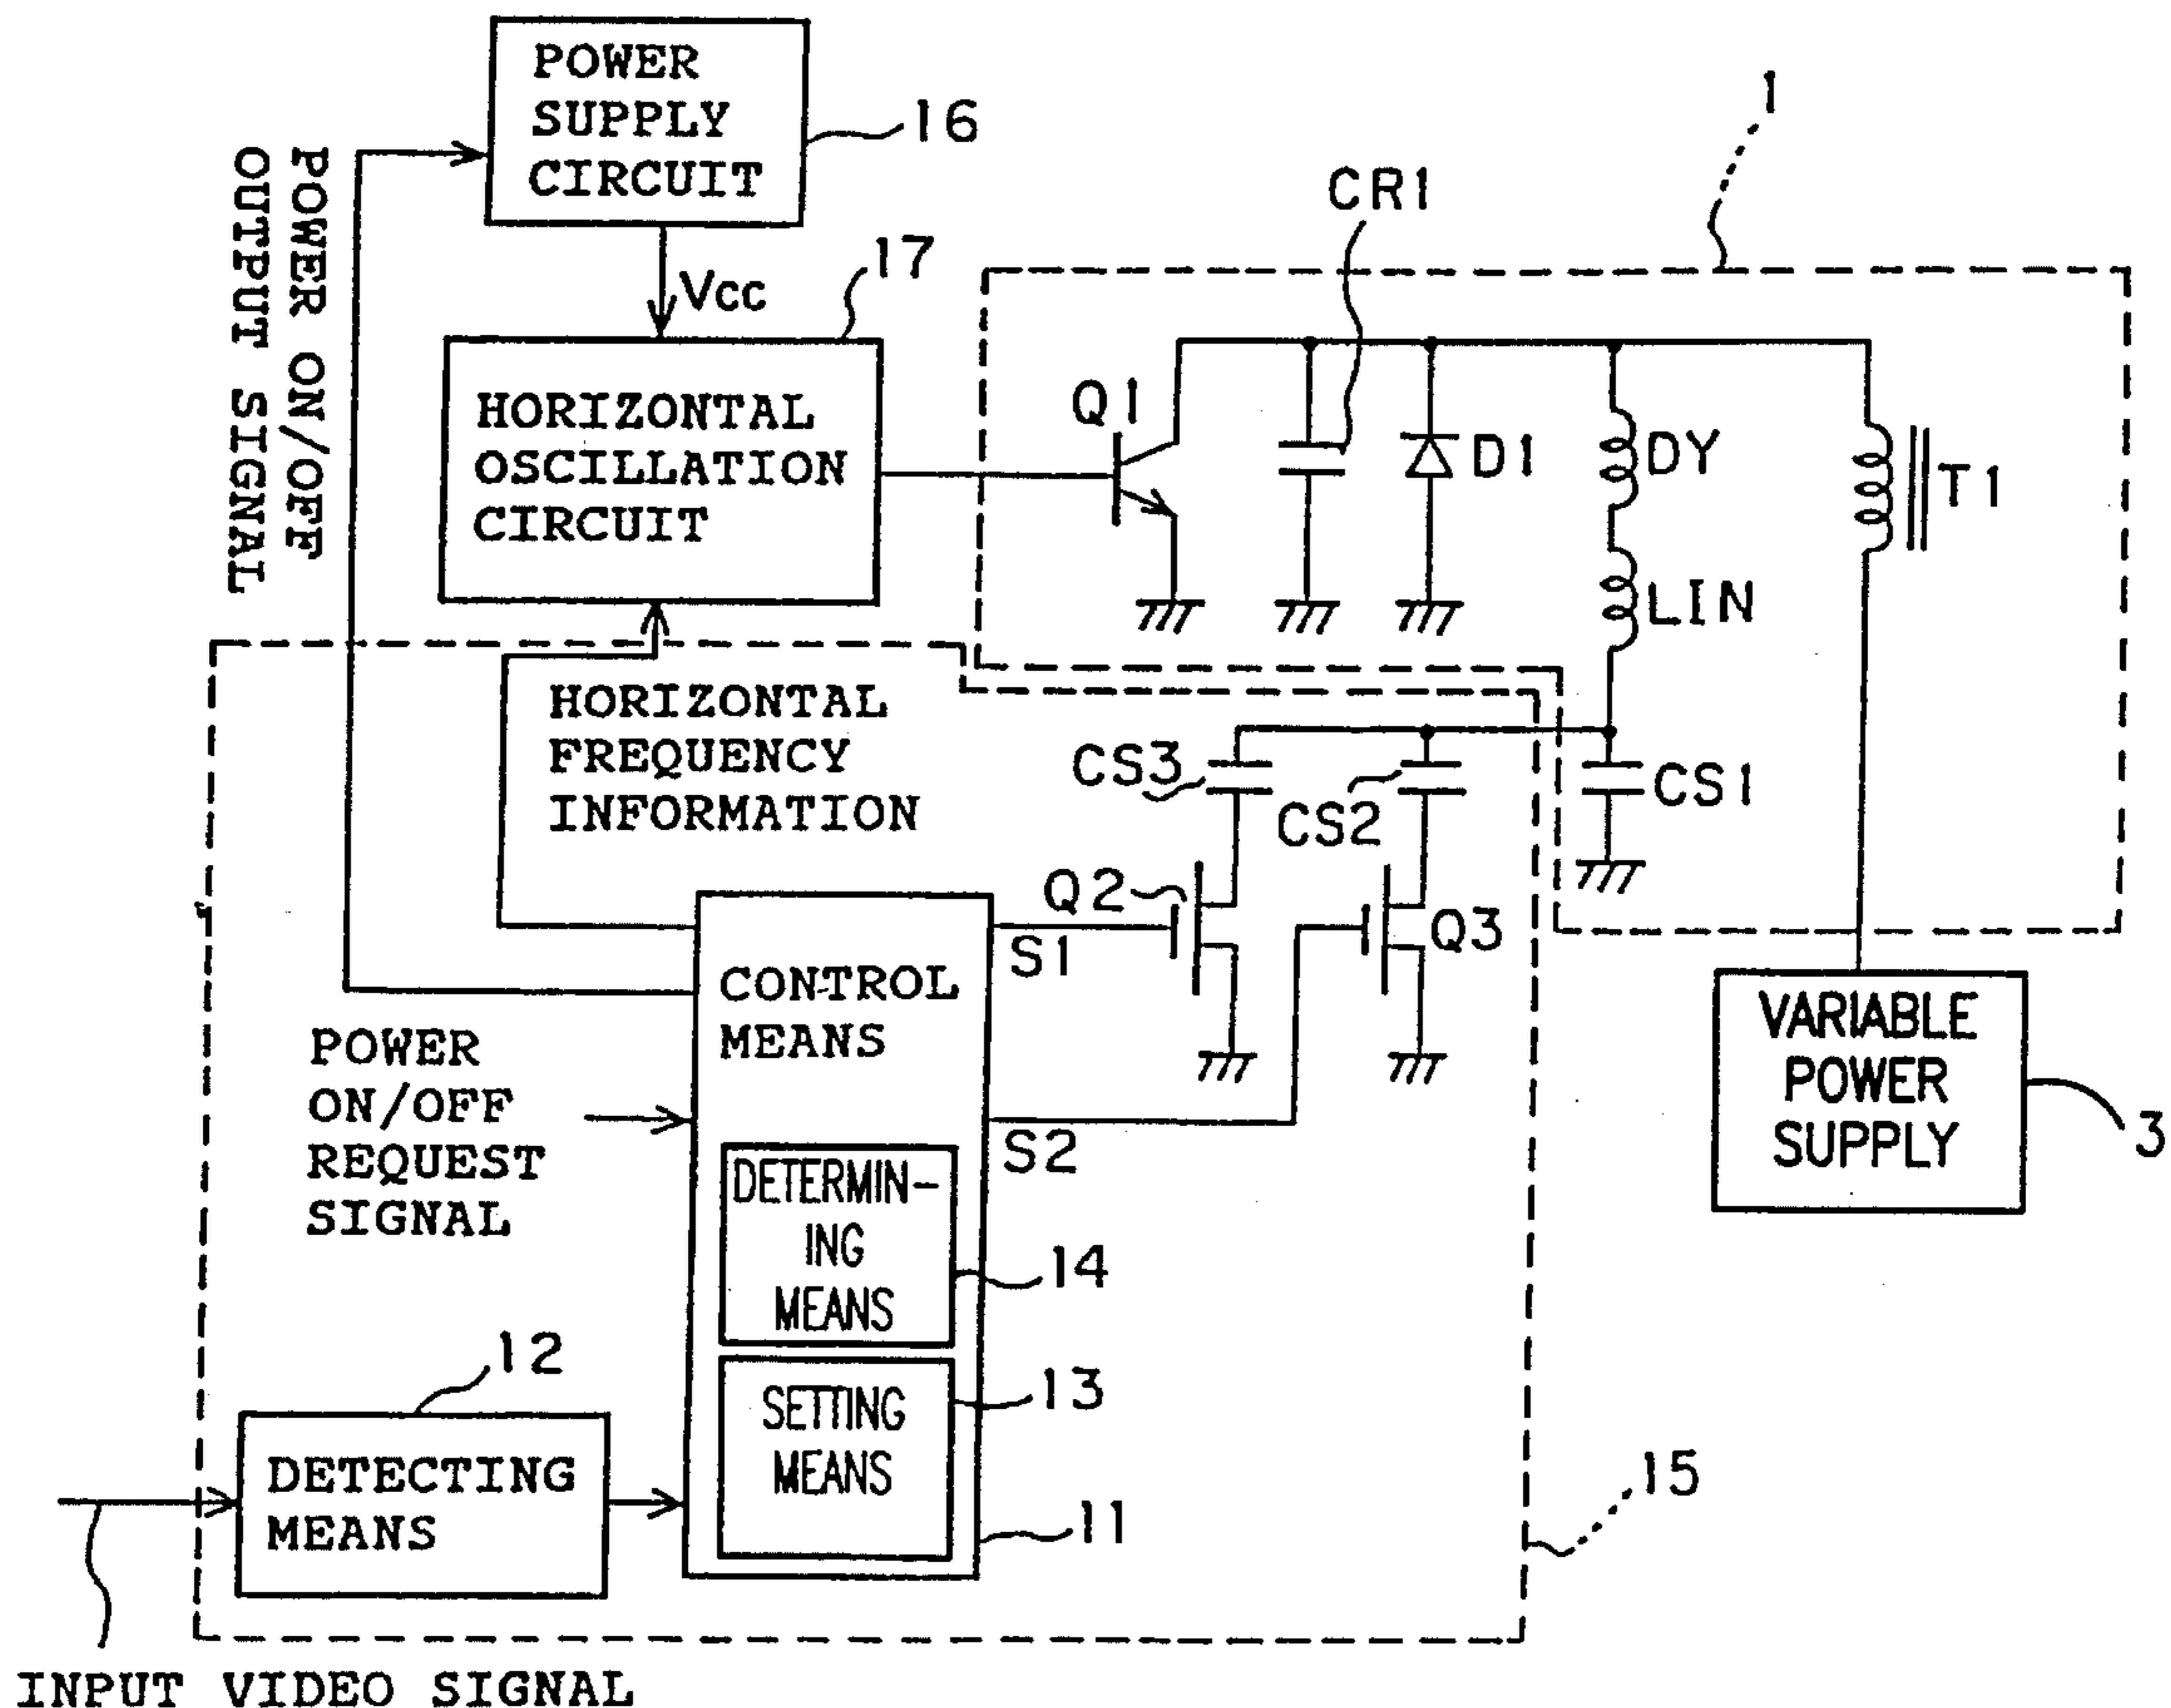 POWER
SUPPLY
CIRCUIT
16
1
CR1
POWER ON/OFF
OUTPUT SIGNAL
Vcc
17
HORIZONTAL
OSCILLATION
CIRCUIT
Q1
D1
DY
T1
LIN
HORIZONTAL
FREQUENCY
INFORMATION
CS3
CS2
CS1
Q2
Q3
S1
CONTROL
MEANS
POWER
ON/OFF
REQUEST
SIGNAL
S2
VARIABLE
POWER
SUPPLY
3
DETERMIN-
ING
MEANS
14
12
13
SETTING
MEANS
DETECTING
MEANS
11
15
INPUT VIDEO SIGNAL